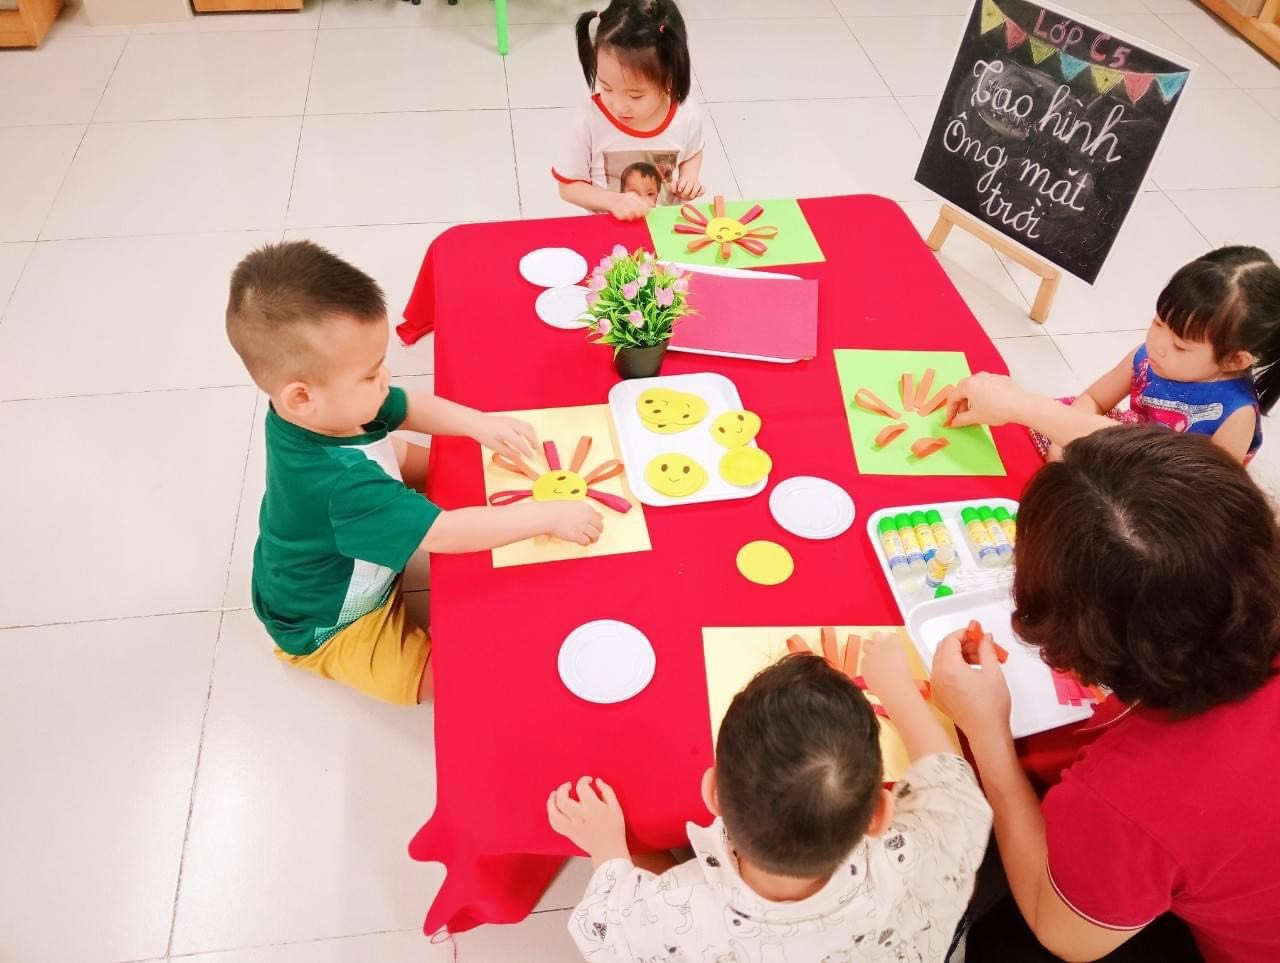 Lớp C5
Tạo hình
Ông mặt
trời